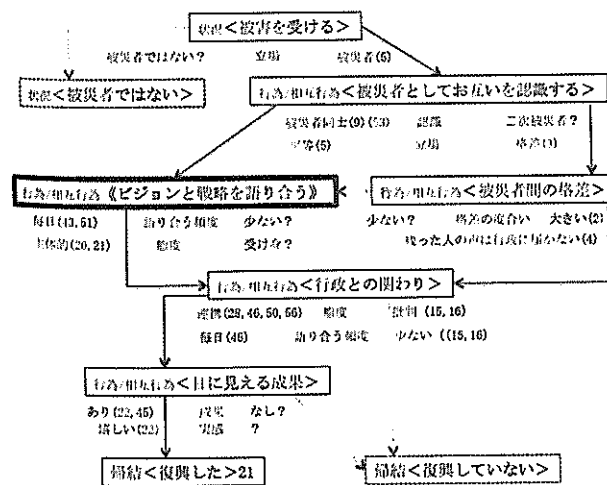 状況＜被害を受ける＞
被災者ではない？ 立場 被災者(5)
状況＜被災者ではない＞
行為/相互行為＜被災者としてお互いを認識する＞
被災者同士(9) 認識 二次被災者？
平等(5) 立場 格差
行為/相互行為《ビジョンと戦略を語り合う》
行為/相互行為＜被災者間の格差＞
毎日(43,51) 語り合う頻度 少ない？
少ない？ 格差の度合い 大きい(2)
主体的(20,21) 態度 受け身？
残った人の声は行政に届かない(4)
行為/相互行為＜行政との関わり＞
連携(28,46,50,56) 態度 批判(15,16)
毎日(46) 語り合う頻度 少ない((15,16)
行為/相互行為＜目に見える成果＞
あり(22,45) 成果 なし？
嬉しい(22) 実感 ？
帰結＜復興した＞21
帰結＜復興していない＞